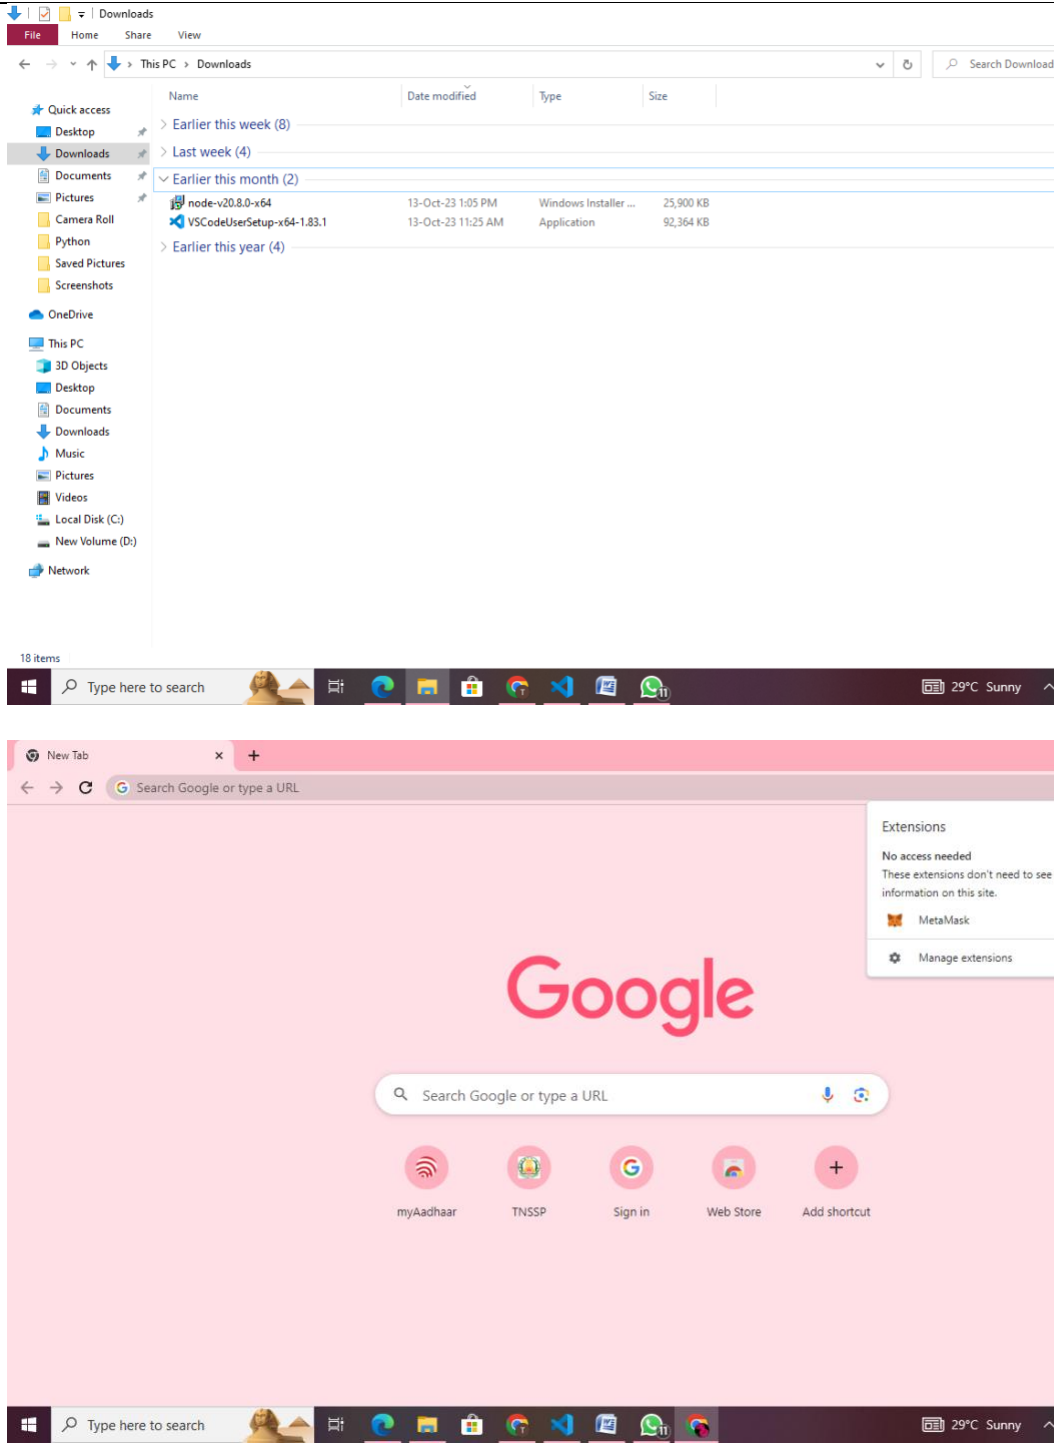 Downloads
File Home Share View
This PC > Downloads
Search Download
Name Date modified Type Size
Quick access
Desktop
Downloads
Documents
Pictures
Camera Roll
Python
Saved Pictures
Screenshots
OneDrive
This PC
3D Objects
Desktop
Documents
Downloads
Music
Pictures
Videos
Local Disk (C:)
New Volume (D:)
Network
Earlier this week (8)
Last week (4)
Earlier this month (2)
node-v20.8.0-x64 13-Oct-23 1:05 PM Windows Installer ... 25,900 KB
VSCodeUserSetup-x64-1.83.1 13-Oct-23 11:25 AM Application 92,364 KB
Earlier this year (4)
18 items
Type here to search 11 29°C Sunny
New Tab
Search Google or type a URL
Extensions
No access needed
These extensions don't need to see
information on this site.
MetaMask
Manage extensions
Google
Search Google or type a URL
myAadhaar TNSSP Sign in Web Store Add shortcut
Type here to search 11 29°C Sunny